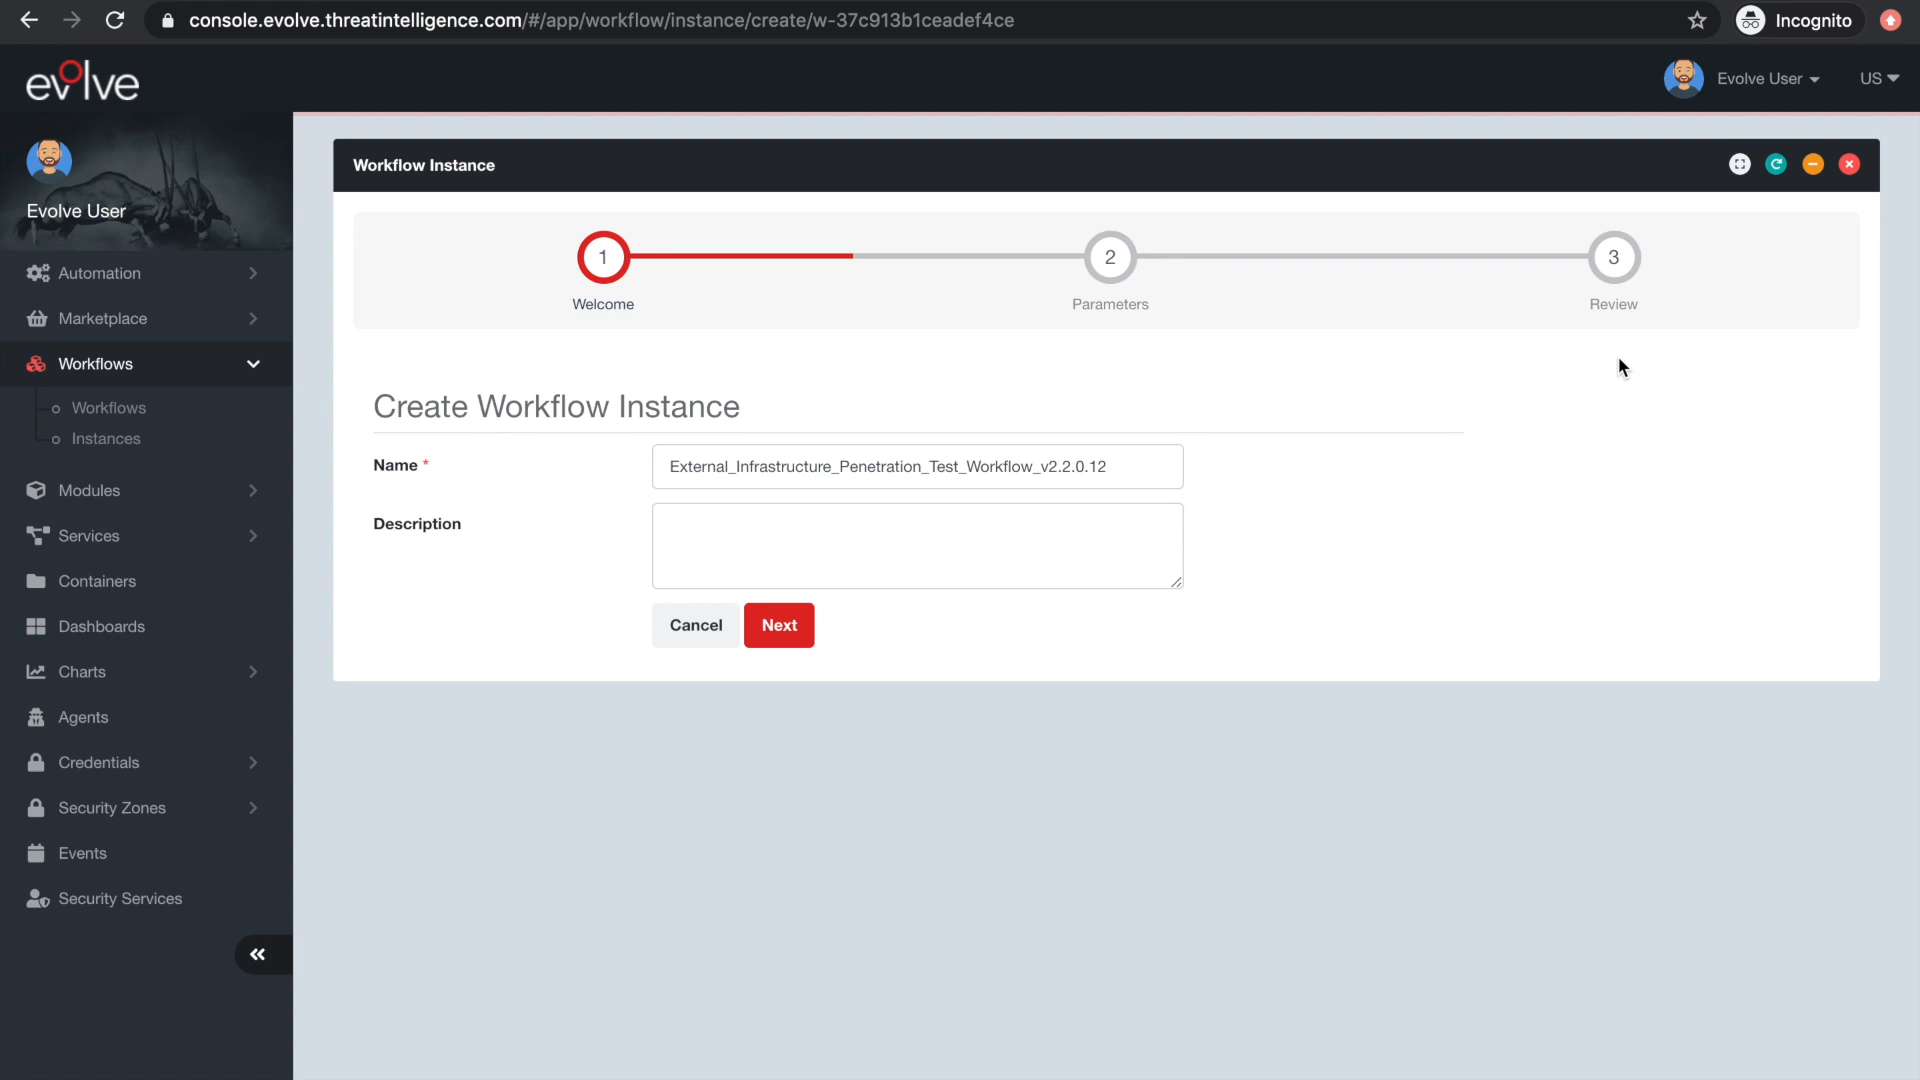 console.evolve.threatintelligence.com/#/app/workflow/instance/create/w-37c913b1ceadef4ce
Incognito
evolve
Evolve User
US
Evolve User
Automation
Marketplace
Workflows
Workflows
Instances
Modules
Services
Containers
Dashboards
Charts
Agents
Credentials
Security Zones
Events
Security Services
Workflow Instance
1
2
3
Welcome
Parameters
Review
Create Workflow Instance
Name *
External_Infrastructure_Penetration_Test_Workflow_v2.2.0.12
Description
Cancel
Next